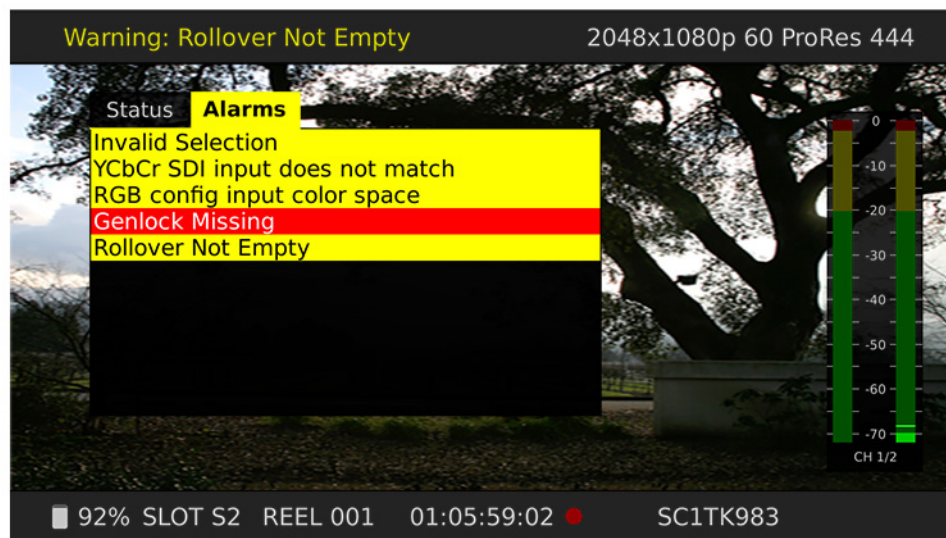 Warning: Rollover Not Empty 2048x1080p 60 ProRes 444
Status Alarms
Invalid Selection
YCbCr SDI input does not match
RGB config input color space
Genlock Missing
Rollover Not Empty
0
-10
-20
-30
-40
-50
-60
-70
CH 1/2
92% SLOT S2 REEL 001 01:05:59:02 SC1TK983